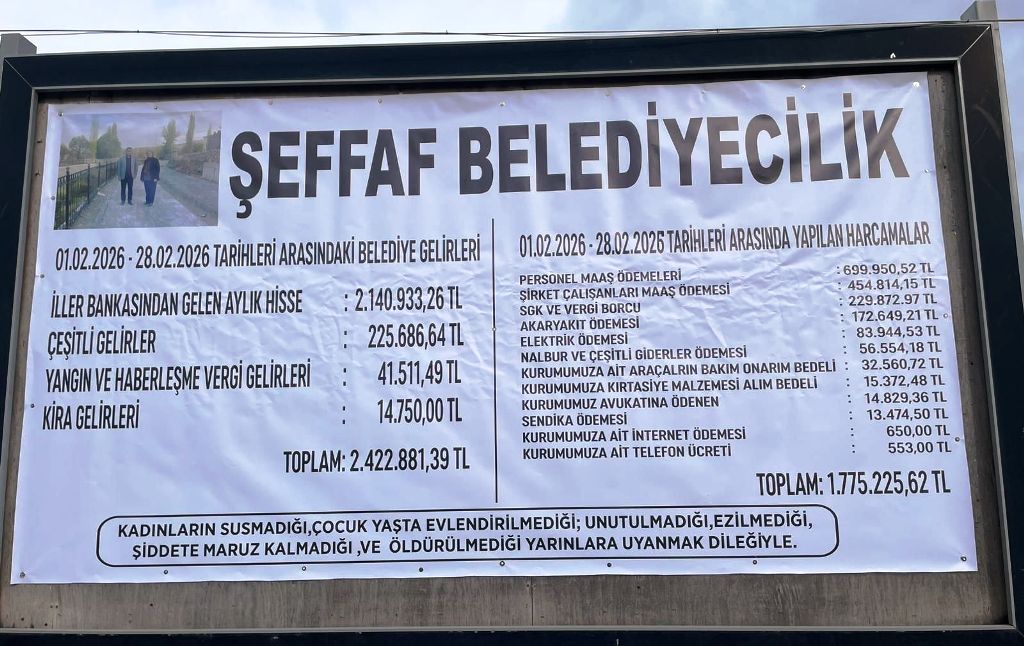 ŞEFFAF BELEDİYECİLİK
01.02.2026 - 28.02.2026 TARİHLERİ ARASINDAKİ BELEDİYE GELİRLERİ
İLLER BANKASINDAN GELEN AYLIK HİSSE : 2.140.933,26 TL
ÇEŞİTLİ GELİRLER : 225.686,64 TL
YANGIN VE HABERLEŞME VERGİ GELİRLERİ : 41.511,49 TL
KİRA GELİRLERİ : 14.750,00 TL
TOPLAM: 2.422.881,39 TL
01.02.2026 - 28.02.2026 TARİHLERİ ARASINDA YAPILAN HARCAMALAR
PERSONEL MAAŞ ÖDEMELERİ : 699.950,52 TL
ŞİRKET ÇALIŞANLARI MAAŞ ÖDEMESİ : 454.814,15 TL
SGK VE VERGİ BORCU : 229.872,97 TL
AKARYAKIT ÖDEMESİ : 172.649,21 TL
ELEKTRİK ÖDEMESİ : 83.944,53 TL
NALBUR VE ÇEŞİTLİ GİDERLER ÖDEMESİ : 56.554,18 TL
KURUMUMUZA AİT ARAÇALRIN BAKIM ONARIM BEDELİ : 32.560,72 TL
KURUMUMUZA KIRTASİYE MALZEMESİ ALIM BEDELİ : 15.372,48 TL
KURUMUMUZ AVUKATINA ÖDENEN : 14.829,36 TL
SENDİKA ÖDEMESİ : 13.474,50 TL
KURUMUMUZA AİT İNTERNET ÖDEMESİ : 650,00 TL
KURUMUMUZA AİT TELEFON ÜCRETİ : 553,00 TL
TOPLAM: 1.775.225,62 TL
KADINLARIN SUSMADIĞI,ÇOCUK YAŞTA EVLENDİRİLMEDİĞİ; UNUTULMADIĞI,EZİLMEDİĞİ,
ŞİDDETE MARUZ KALMADIĞI ,VE ÖLDÜRÜLMEDİĞİ YARINLARA UYANMAK DİLEĞİYLE.